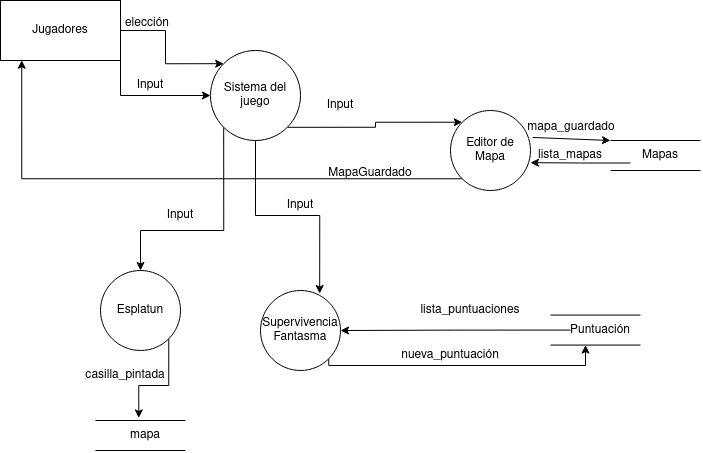 Jugadores
elección
Input
Sistema del
juego
Input
Editor de
Mapa
mapa_guardado
lista_mapas
Mapas
MapaGuardado
Input
Input
Esplatun
Supervivencia
Fantasma
lista_puntuaciones
Puntuación
nueva_puntuación
casilla_pintada
mapa